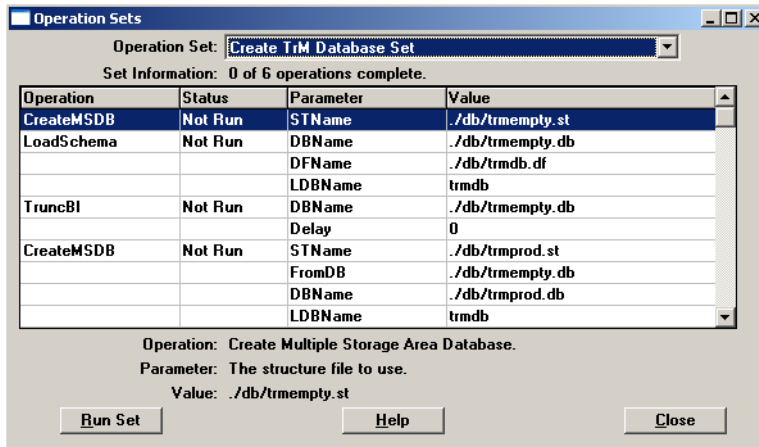 Operation Sets
Operation Set: Create TrM Database Set
Set Information: 0 of 6 operations complete.
Operation Status Parameter Value
CreateMSDB Not Run STName ./db/trmempty.st
LoadSchema Not Run DBName ./db/trmempty.db
DFName ./db/trmdb.df
LDBName trmdb
TruncBI Not Run DBName ./db/trmempty.db
Delay 0
CreateMSDB Not Run STName ./db/trmprod.st
FromDB ./db/trmempty.db
DBName ./db/trmprod.db
LDBName trmdb
Operation: Create Multiple Storage Area Database.
Parameter: The structure file to use.
Value: ./db/trmempty.st
Run Set Help Close